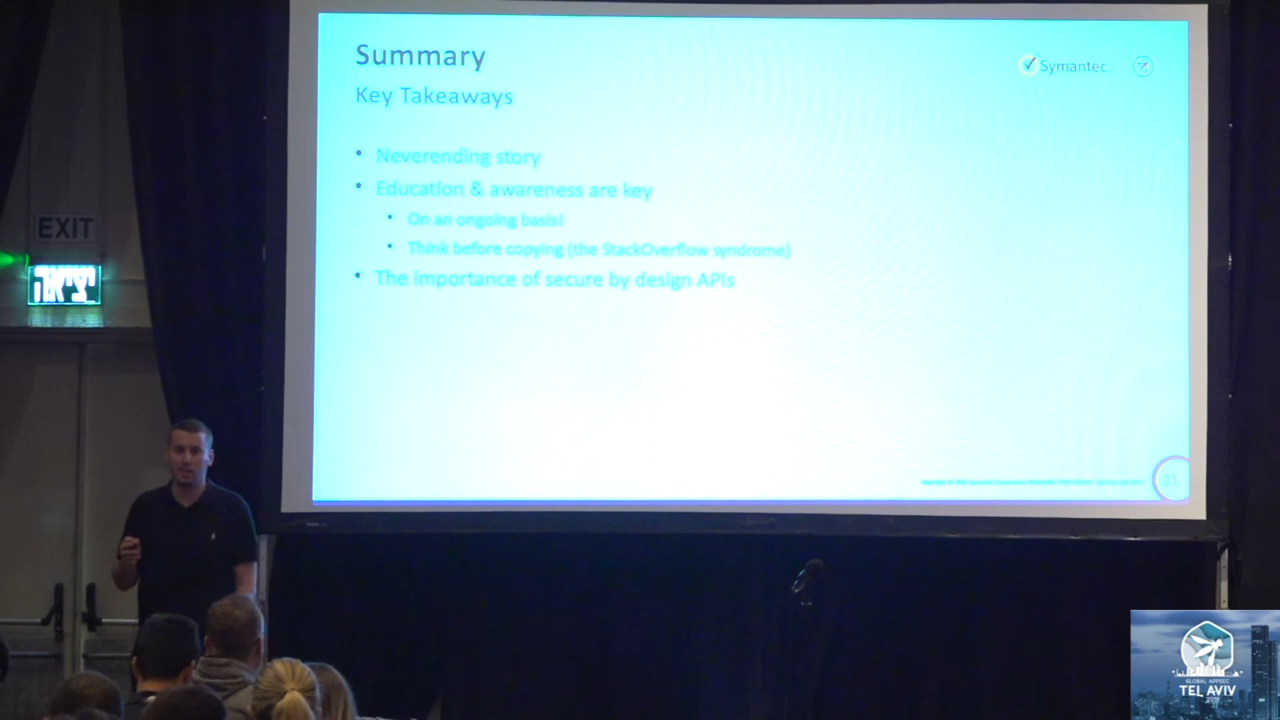 Summary
Key Takeaways
Symantec.
• Neverending story
• Education & awareness are key
• On an ongoing basis!
• Think before copying (the StackOverflow syndrome)
• The importance of secure by design APIs
31
EXIT
יציאה
GLOBAL APPSEC
TEL AVIV